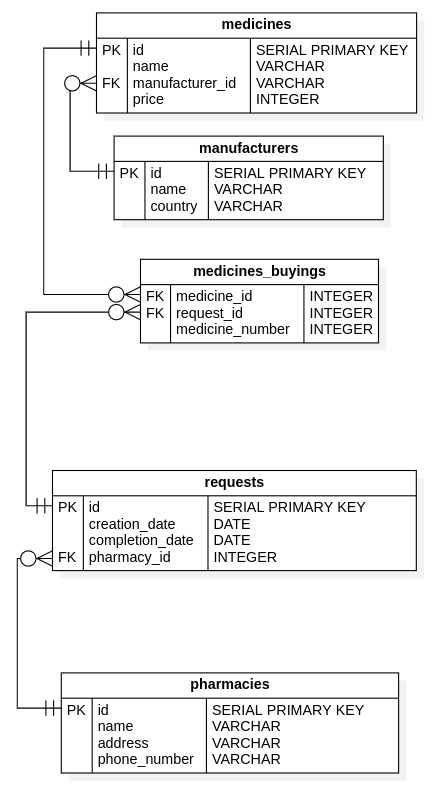 medicines
PK id SERIAL PRIMARY KEY
name VARCHAR
FK manufacturer_id VARCHAR
price INTEGER
manufacturers
PK id SERIAL PRIMARY KEY
name VARCHAR
country VARCHAR
medicines_buyings
FK medicine_id INTEGER
FK request_id INTEGER
medicine_number INTEGER
requests
PK id SERIAL PRIMARY KEY
creation_date DATE
completion_date DATE
FK pharmacy_id INTEGER
pharmacies
PK id SERIAL PRIMARY KEY
name VARCHAR
address VARCHAR
phone_number VARCHAR